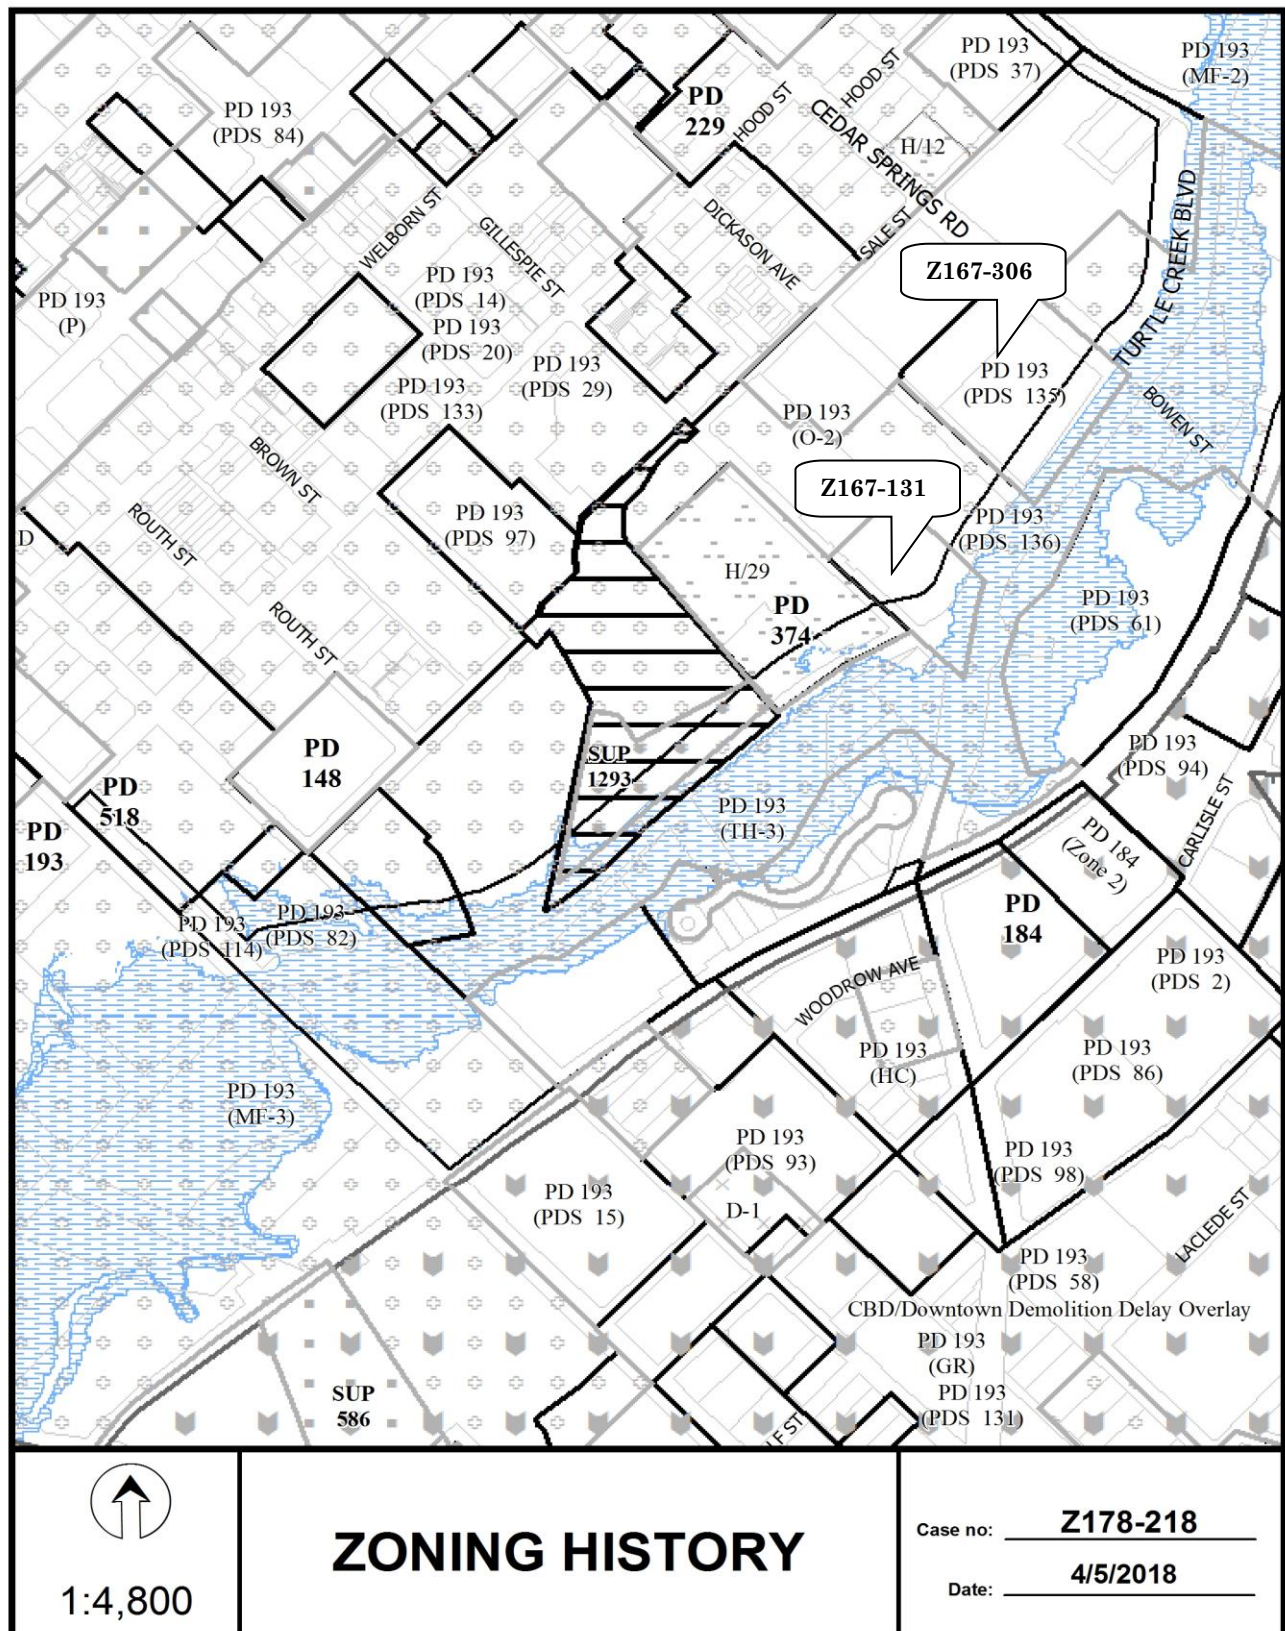 PD 193
(PDS 37)
PD 193
(MF-2)
HOOD ST
PD
229
HOOD ST
PD 193
(PDS 84)
CEDAR SPRINGS RD
H/12
WELBORN ST
GILLESPIE ST
DICKASON AVE
SALE ST
TURTLE CREEK BLVD
Z167-306
PD 193
(P)
PD 193
(PDS 14)
PD 193
(PDS 20)
PD 193
(PDS 29)
PD 193
(PDS 133)
PD 193
(PDS 135)
PD 193
(O-2)
BOWEN ST
BROWN ST
Z167-131
ROUTH ST
PD 193
(PDS 97)
PD 193
(PDS 136)
D
H/29
PD
374
PD 193
(PDS 61)
ROUTH ST
PD
148
SUP
1293
PD 193
(PDS 94)
PD
518
PD 193
(TH-3)
PD
193
PD 184
(Zone 2)
CARLISLE ST
PD
184
PD 193
(PDS 114)
PD 193
(PDS 82)
PD 193
(PDS 2)
WOODROW AVE
PD 193
(HC)
PD 193
(PDS 86)
PD 193
(MF-3)
PD 193
(PDS 93)
PD 193
(PDS 98)
PD 193
(PDS 15)
D-1
LACLEDE ST
PD 193
(PDS 58)
CBD/Downtown Demolition Delay Overlay
PD 193
(GR)
SUP
586
PD 193
(PDS 131)
LF ST
1:4,800
ZONING HISTORY
Case no: Z178-218
Date: 4/5/2018